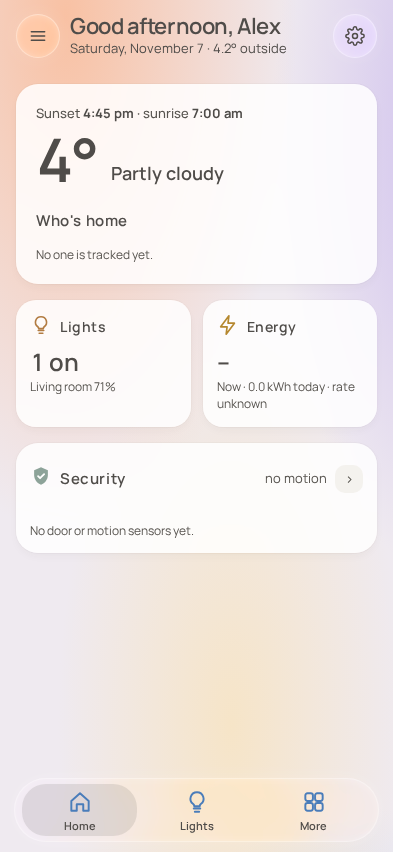 Good afternoon, Alex
Saturday, November 7 · 4.2° outside
Sunset 4:45 pm · sunrise 7:00 am
4° Partly cloudy
Who's home
No one is tracked yet.
Lights
1 on
Living room 71%
Energy
–
Now · 0.0 kWh today · rate
unknown
Security
no motion
No door or motion sensors yet.
Home
Lights
More